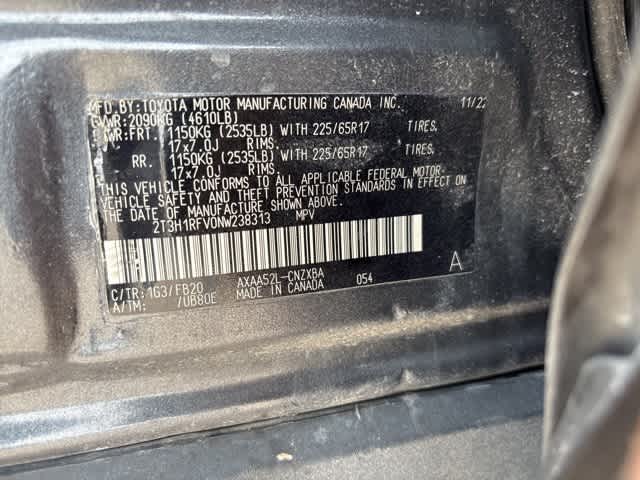 MFD BY: TOYOTA MOTOR MANUFACTURING CANADA INC. 11/22
GVWR: 2090KG (4610LB)
GAWR: FRT. 1150KG (2535LB) WITH 225/65R17 TIRES,
17x7.0J RIMS,
RR. 1150KG (2535LB) WITH 225/65R17 TIRES,
17x7.0J RIMS.
THIS VEHICLE CONFORMS TO ALL APPLICABLE FEDERAL MOTOR
VEHICLE SAFETY AND THEFT PREVENTION STANDARDS IN EFFECT ON
THE DATE OF MANUFACTURE SHOWN ABOVE.
2T3H1RFV0NW238313 MPV
C/TR: 1G3/FB20 AXAA52L-CNZXBA 054 A
A/TM: /UB80E MADE IN CANADA